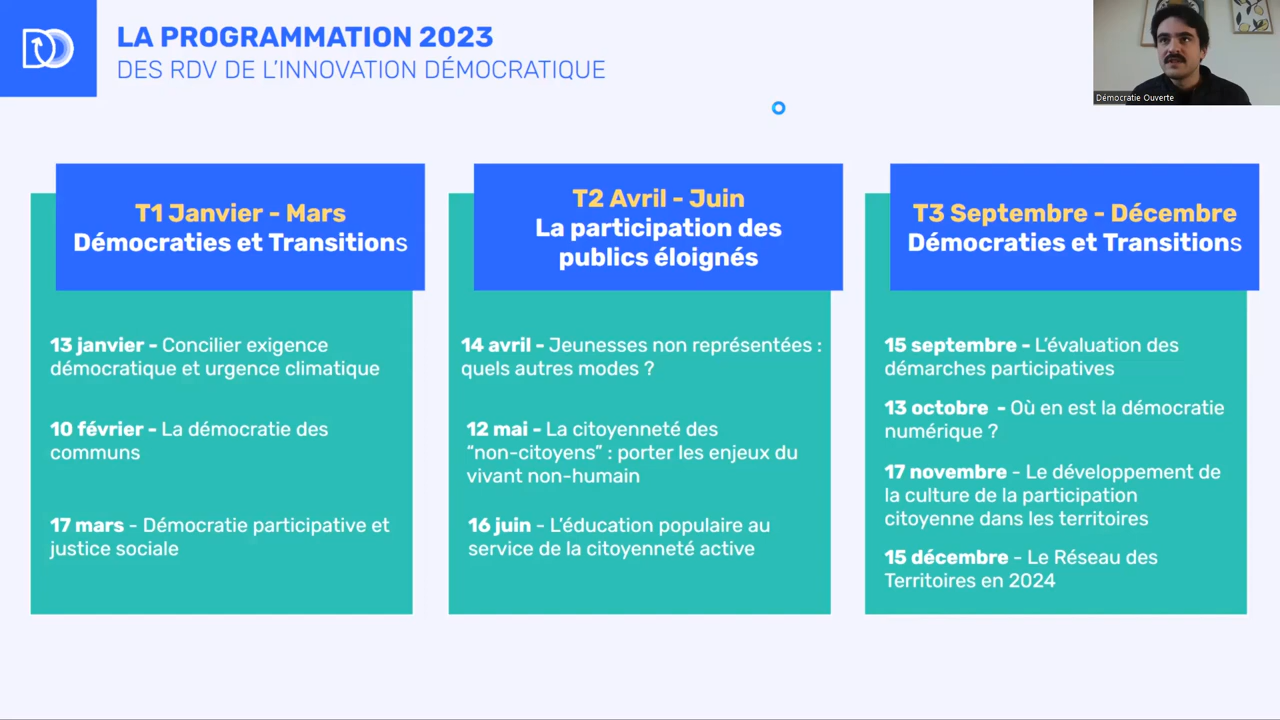 LA PROGRAMMATION 2023
DES RDV DE L'INNOVATION DÉMOCRATIQUE
Démocratie Ouverte
T1 Janvier - Mars
Démocraties et Transitions
13 janvier - Concilier exigence
démocratique et urgence climatique
10 février - La démocratie des
communs
17 mars - Démocratie participative et
justice sociale
T2 Avril - Juin
La participation des
publics éloignés
14 avril - Jeunesses non représentées :
quels autres modes ?
12 mai - La citoyenneté des
“non-citoyens” : porter les enjeux du
vivant non-humain
16 juin - L'éducation populaire au
service de la citoyenneté active
T3 Septembre - Décembre
Démocraties et Transitions
15 septembre - L'évaluation des
démarches participatives
13 octobre - Où en est la démocratie
numérique ?
17 novembre - Le développement de
la culture de la participation
citoyenne dans les territoires
15 décembre - Le Réseau des
Territoires en 2024